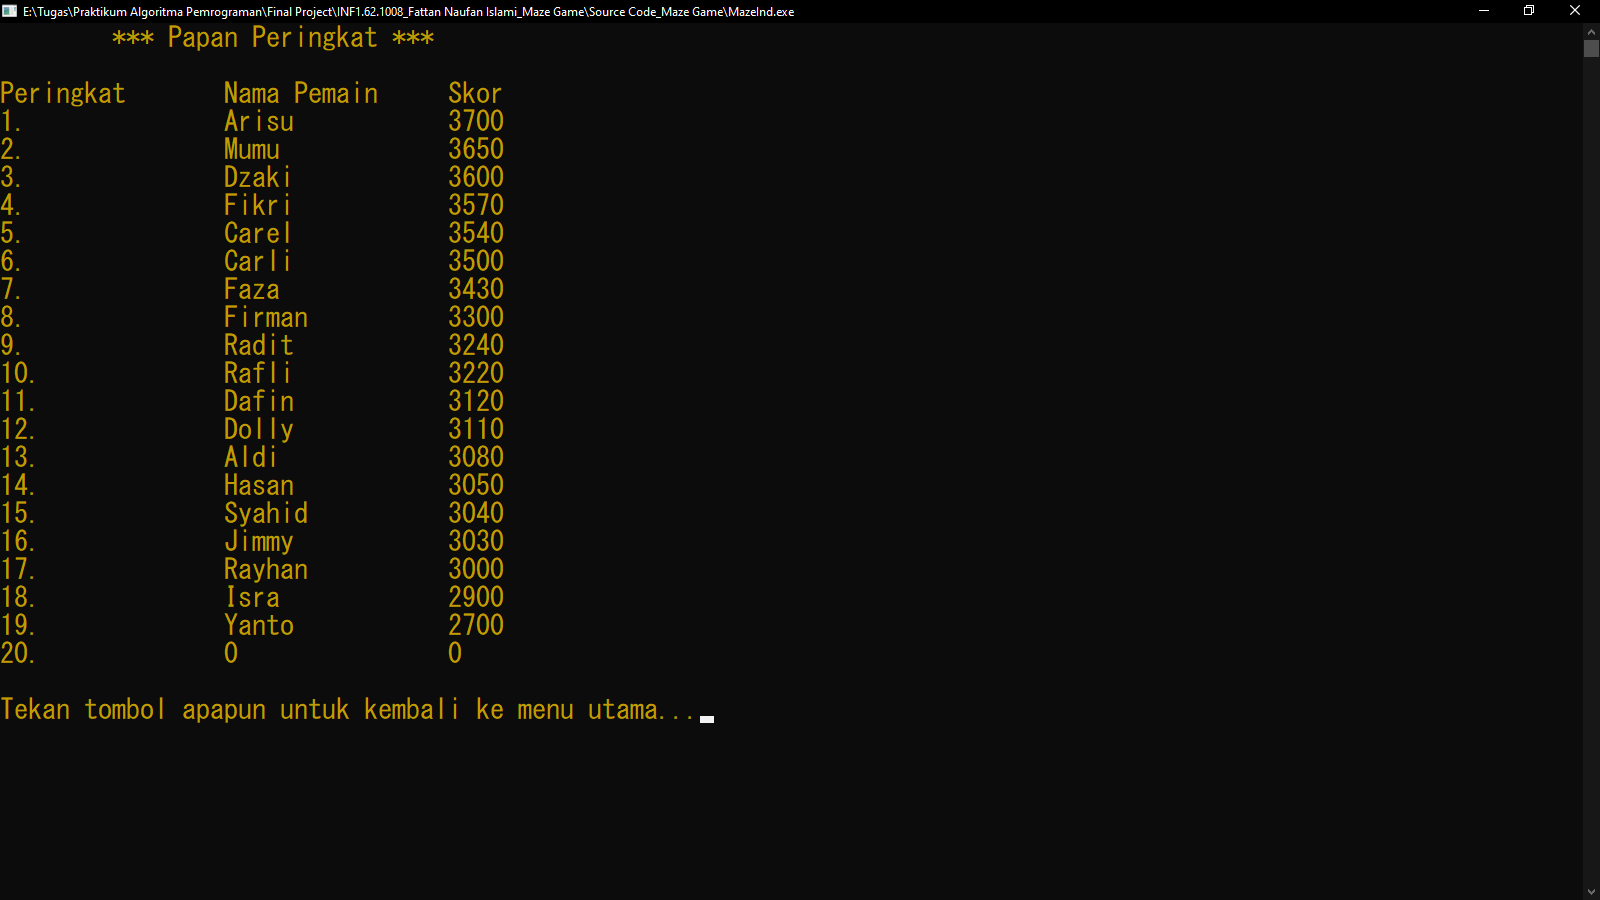 E:\Tugas\Praktikum Algoritma Pemrograman\Final Project\INF1.62.1008_Fattan Naufan Islami_Maze Game\Source Code_Maze Game\MazeInd.exe
*** Papan Peringkat ***
Peringkat Nama Pemain Skor
1. Arisu 3700
2. Mumu 3650
3. Dzaki 3600
4. Fikri 3570
5. Carel 3540
6. Carli 3500
7. Faza 3430
8. Firman 3300
9. Radit 3240
10. Rafli 3220
11. Dafin 3120
12. Dolly 3110
13. Aldi 3080
14. Hasan 3050
15. Syahid 3040
16. Jimmy 3030
17. Rayhan 3000
18. Isra 2900
19. Yanto 2700
20. 0 0
Tekan tombol apapun untuk kembali ke menu utama...